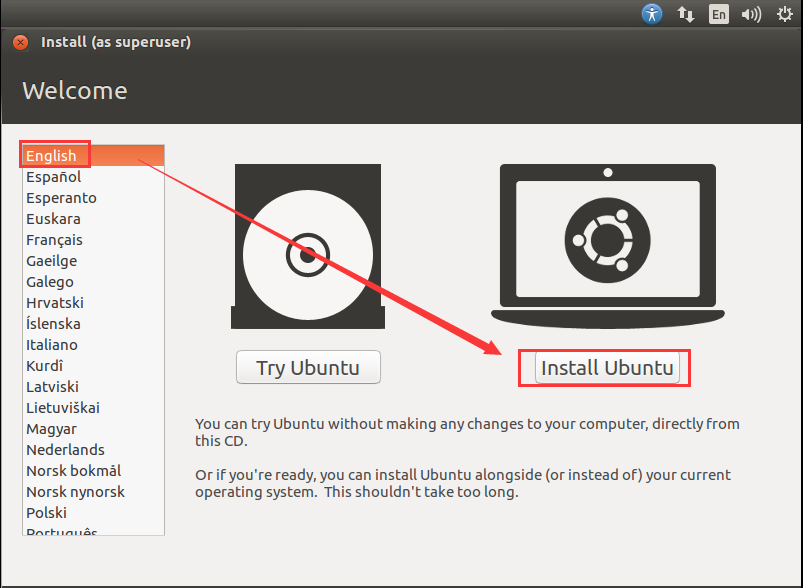 En
Install (as superuser)
Welcome
English
Español
Esperanto
Euskara
Français
Gaeilge
Galego
Hrvatski
Íslenska
Italiano
Kurdî
Latviski
Lietuviškai
Magyar
Nederlands
Norsk bokmål
Norsk nynorsk
Polski
Português
Try Ubuntu
Install Ubuntu
You can try Ubuntu without making any changes to your computer, directly from
this CD.
Or if you're ready, you can install Ubuntu alongside (or instead of) your current
operating system. This shouldn't take too long.